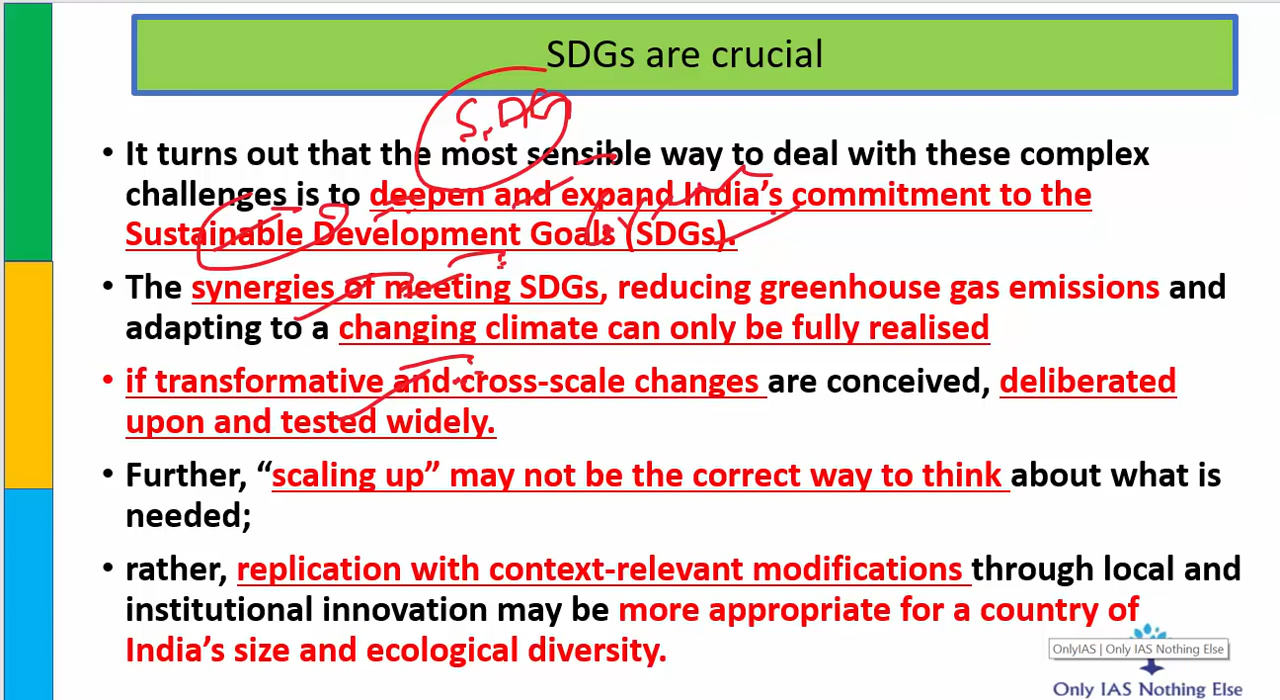 SDGs are crucial
S.DG
• It turns out that the most sensible way to deal with these complex
challenges is to deepen and expand India's commitment to the
Sustainable Development Goals (SDGs).
• The synergies of meeting SDGs, reducing greenhouse gas emissions and
adapting to a changing climate can only be fully realised
• if transformative and cross-scale changes are conceived, deliberated
upon and tested widely.
• Further, “scaling up” may not be the correct way to think about what is
needed;
• rather, replication with context-relevant modifications through local and
institutional innovation may be more appropriate for a country of
India's size and ecological diversity.
OnlyIAS | Only IAS Nothing Else
Only IAS Nothing Else